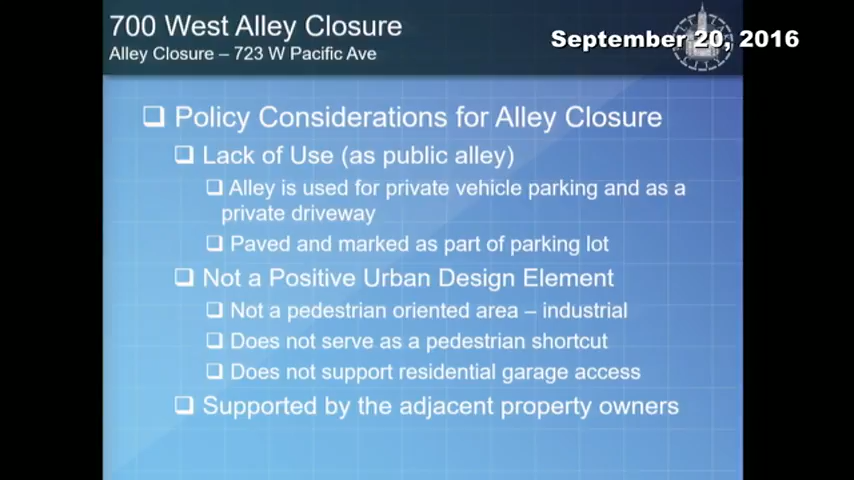 700 West Alley Closure
Alley Closure – 723 W Pacific Ave
September 20, 2016
❑ Policy Considerations for Alley Closure
❑ Lack of Use (as public alley)
❑ Alley is used for private vehicle parking and as a
private driveway
❑ Paved and marked as part of parking lot
❑ Not a Positive Urban Design Element
❑ Not a pedestrian oriented area – industrial
❑ Does not serve as a pedestrian shortcut
❑ Does not support residential garage access
❑ Supported by the adjacent property owners